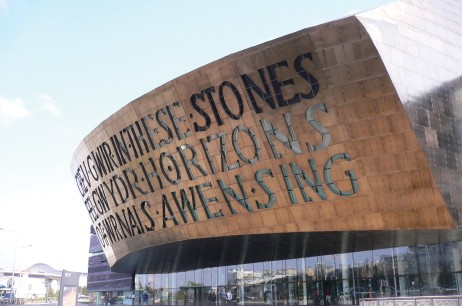 CREU·GWIR·IN·THESE·STONES
FEL·GWYDR·HORIZONS
O·FFWRNAIS·AWEN·SING